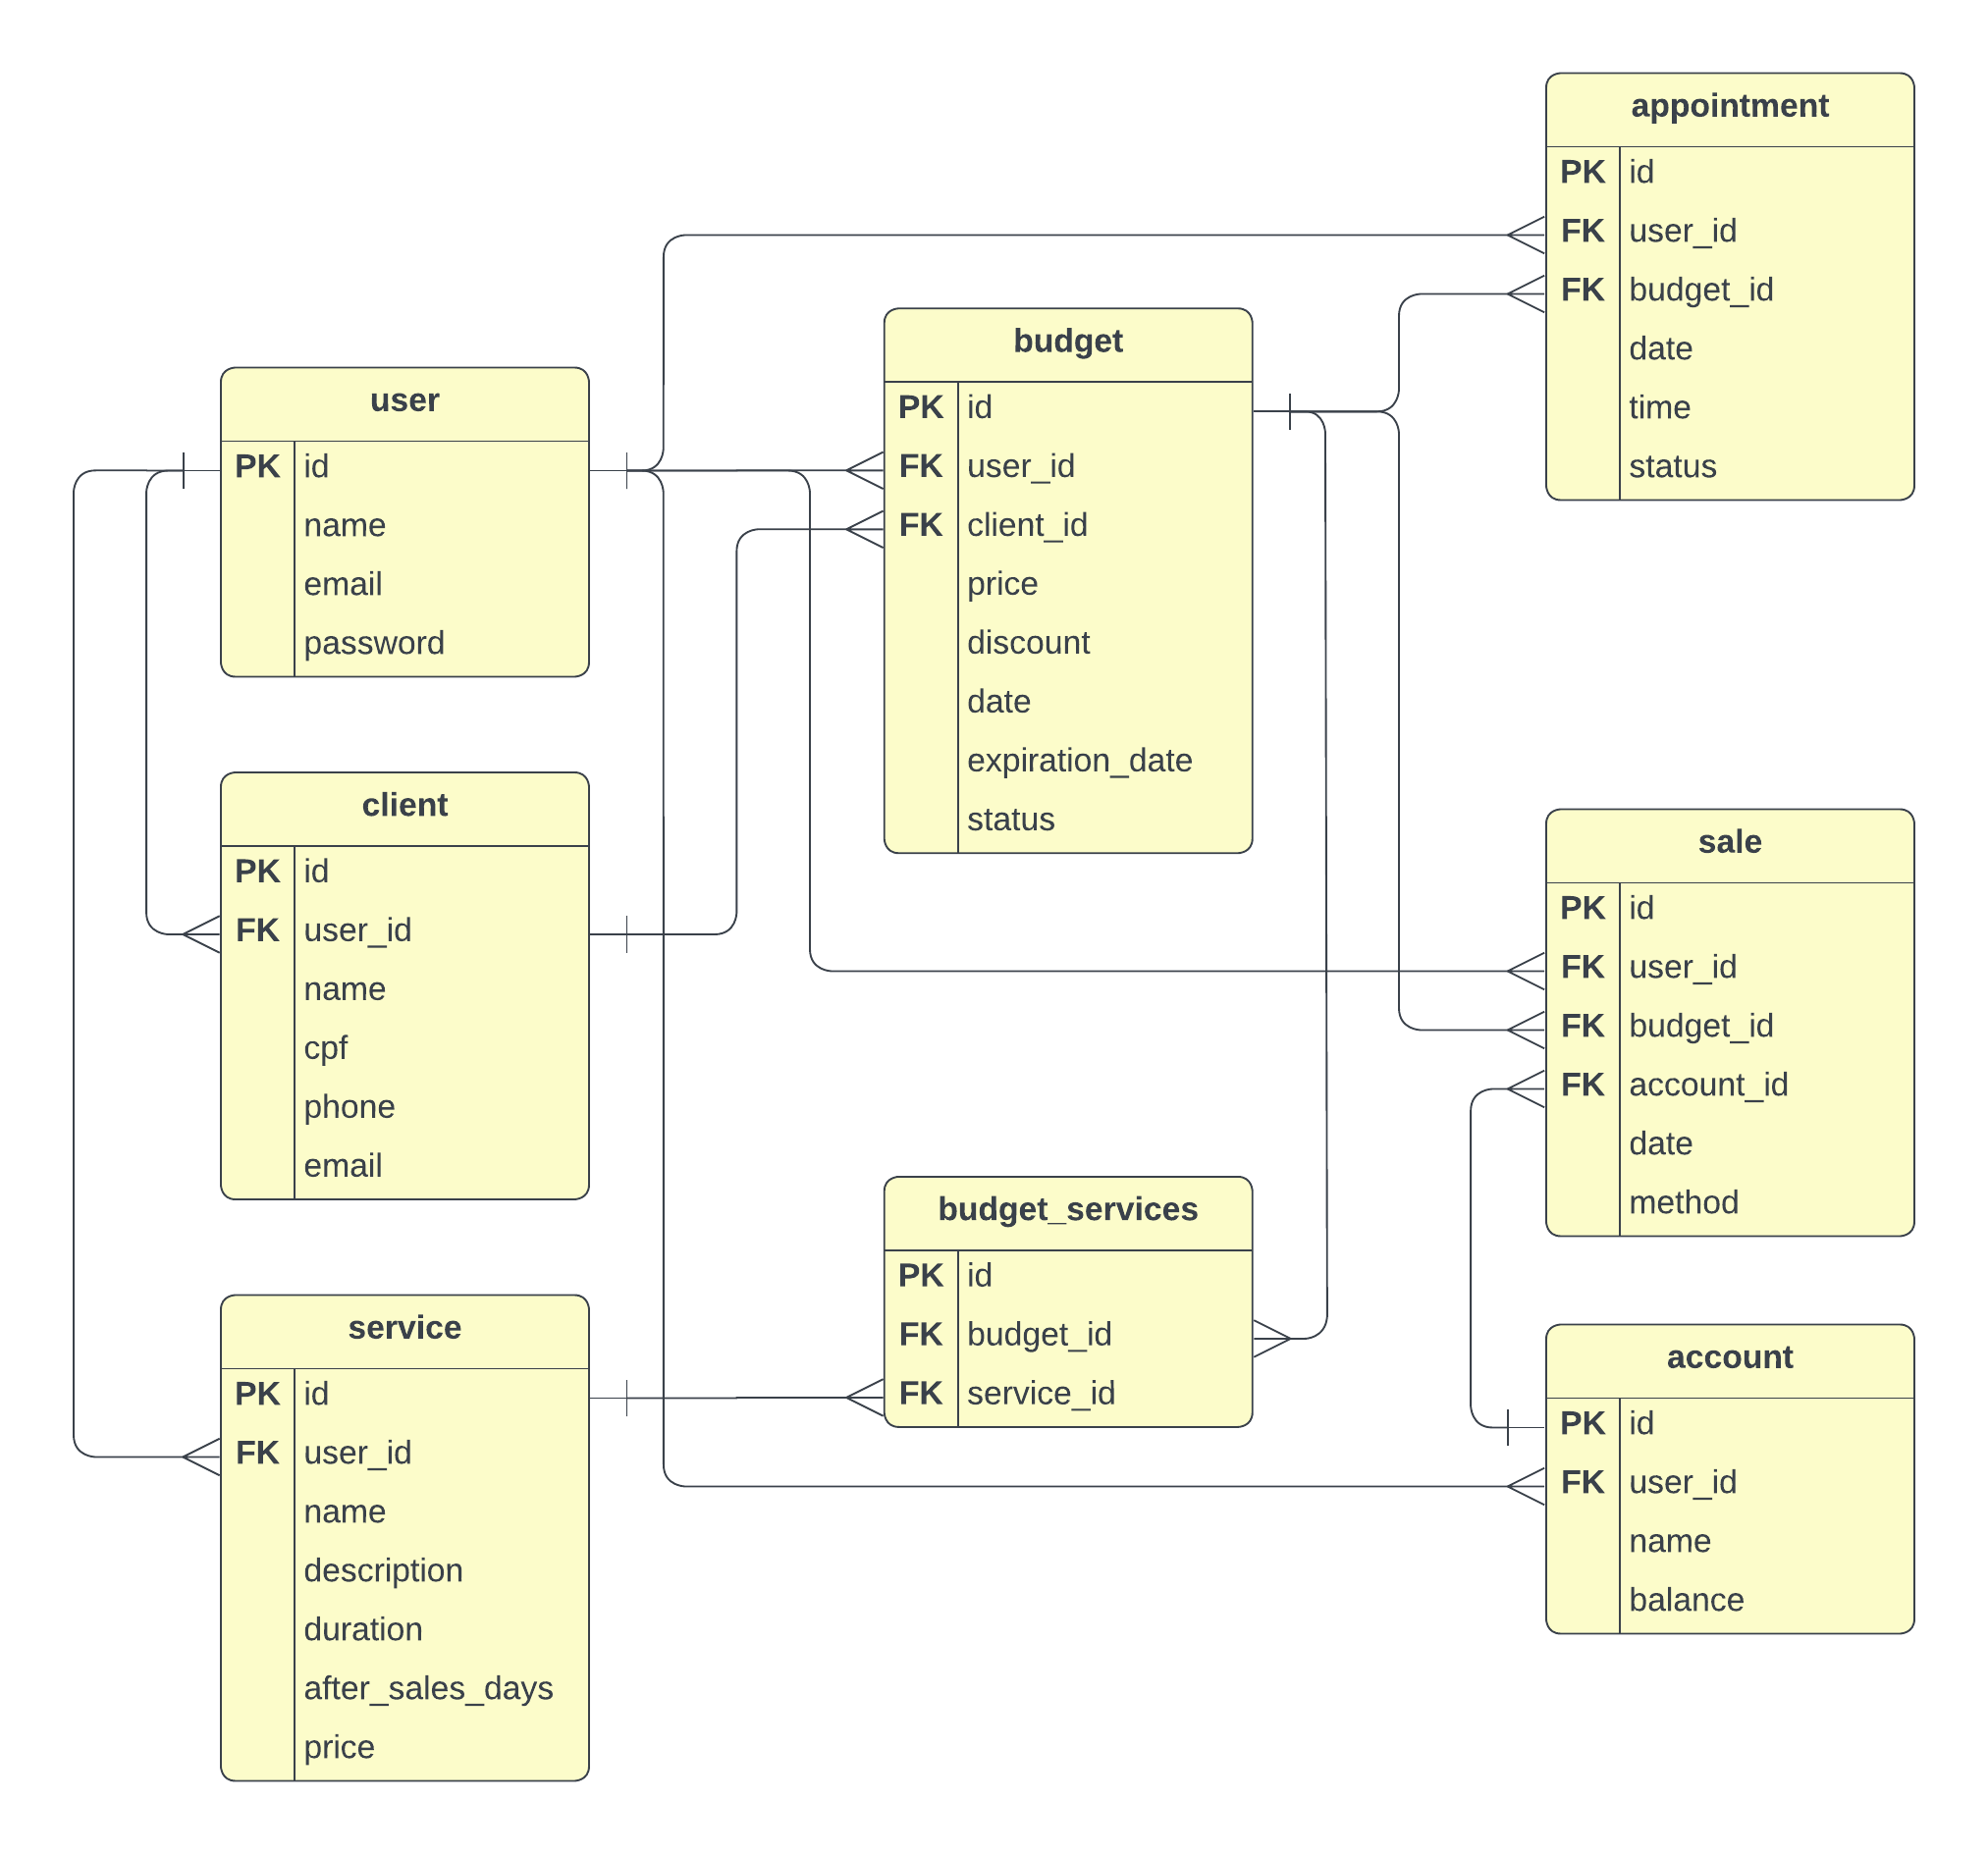 appointment
PK id
FK user_id
FK budget_id
date
time
status
budget
PK id
FK user_id
FK client_id
price
discount
date
expiration_date
status
user
PK id
name
email
password
client
PK id
FK user_id
name
cpf
phone
email
sale
PK id
FK user_id
FK budget_id
FK account_id
date
method
budget_services
PK id
FK budget_id
FK service_id
service
PK id
FK user_id
name
description
duration
after_sales_days
price
account
PK id
FK user_id
name
balance